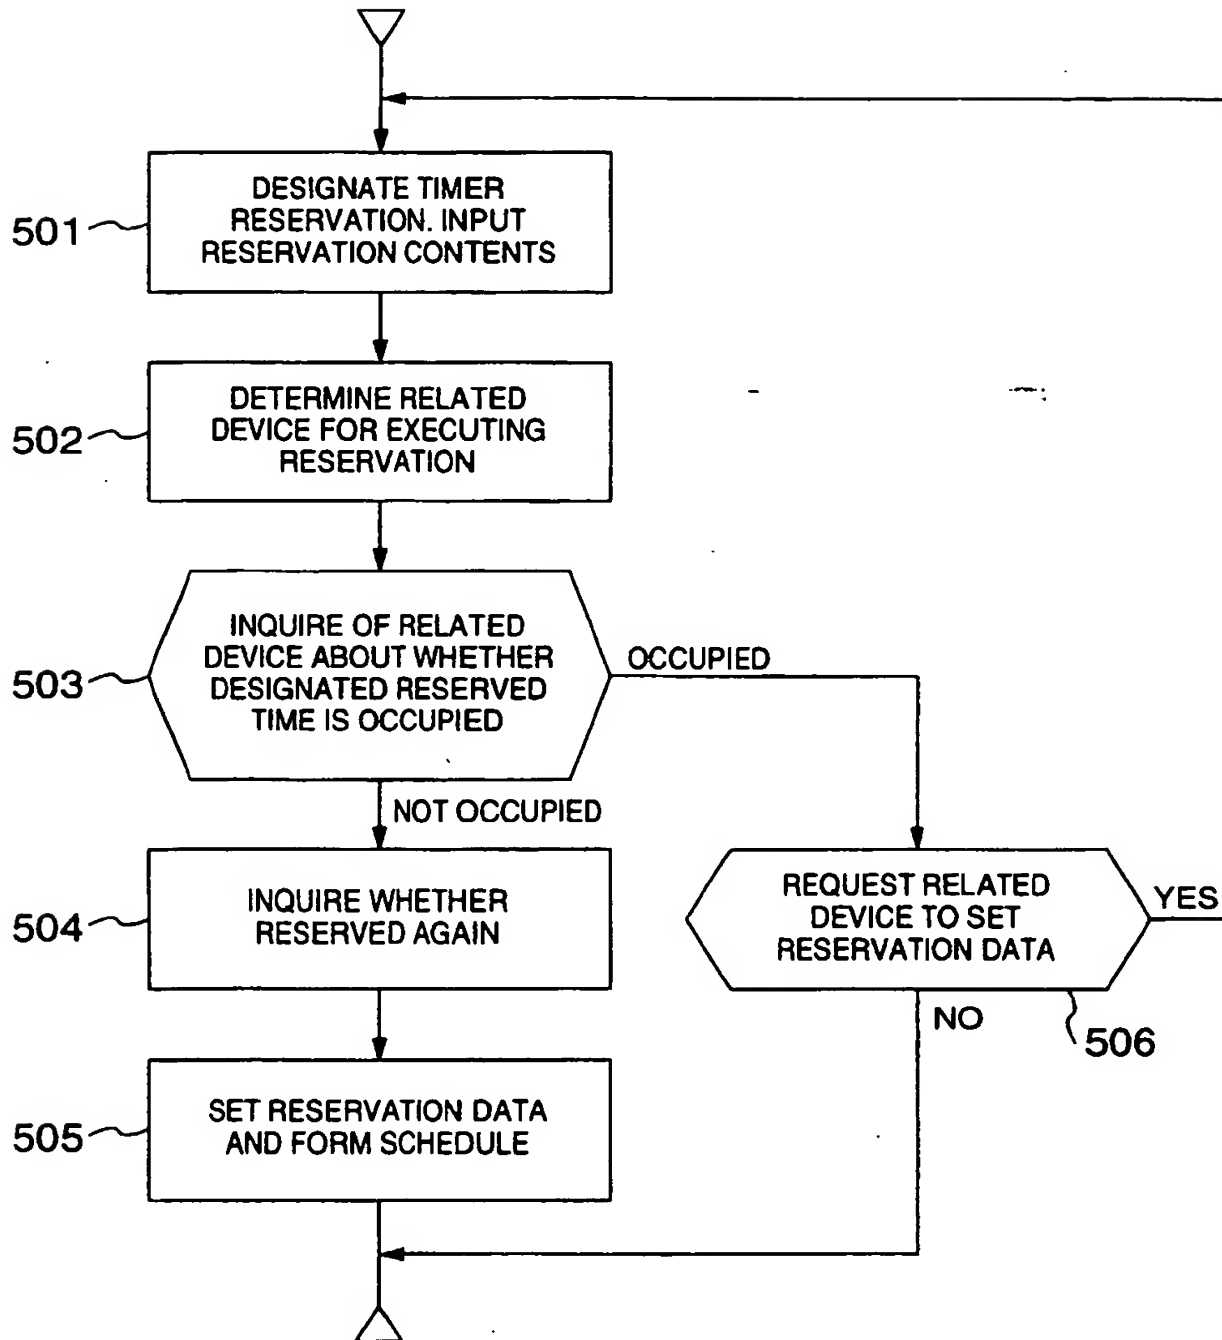 DESIGNATE TIMER
RESERVATION. INPUT
RESERVATION CONTENTS
501
DETERMINE RELATED
DEVICE FOR EXECUTING
RESERVATION
502
INQUIRE OF RELATED
DEVICE ABOUT WHETHER
DESIGNATED RESERVED
TIME IS OCCUPIED
503
OCCUPIED
NOT OCCUPIED
INQUIRE WHETHER
RESERVED AGAIN
504
REQUEST RELATED
DEVICE TO SET
RESERVATION DATA
YES
NO
506
SET RESERVATION DATA
AND FORM SCHEDULE
505